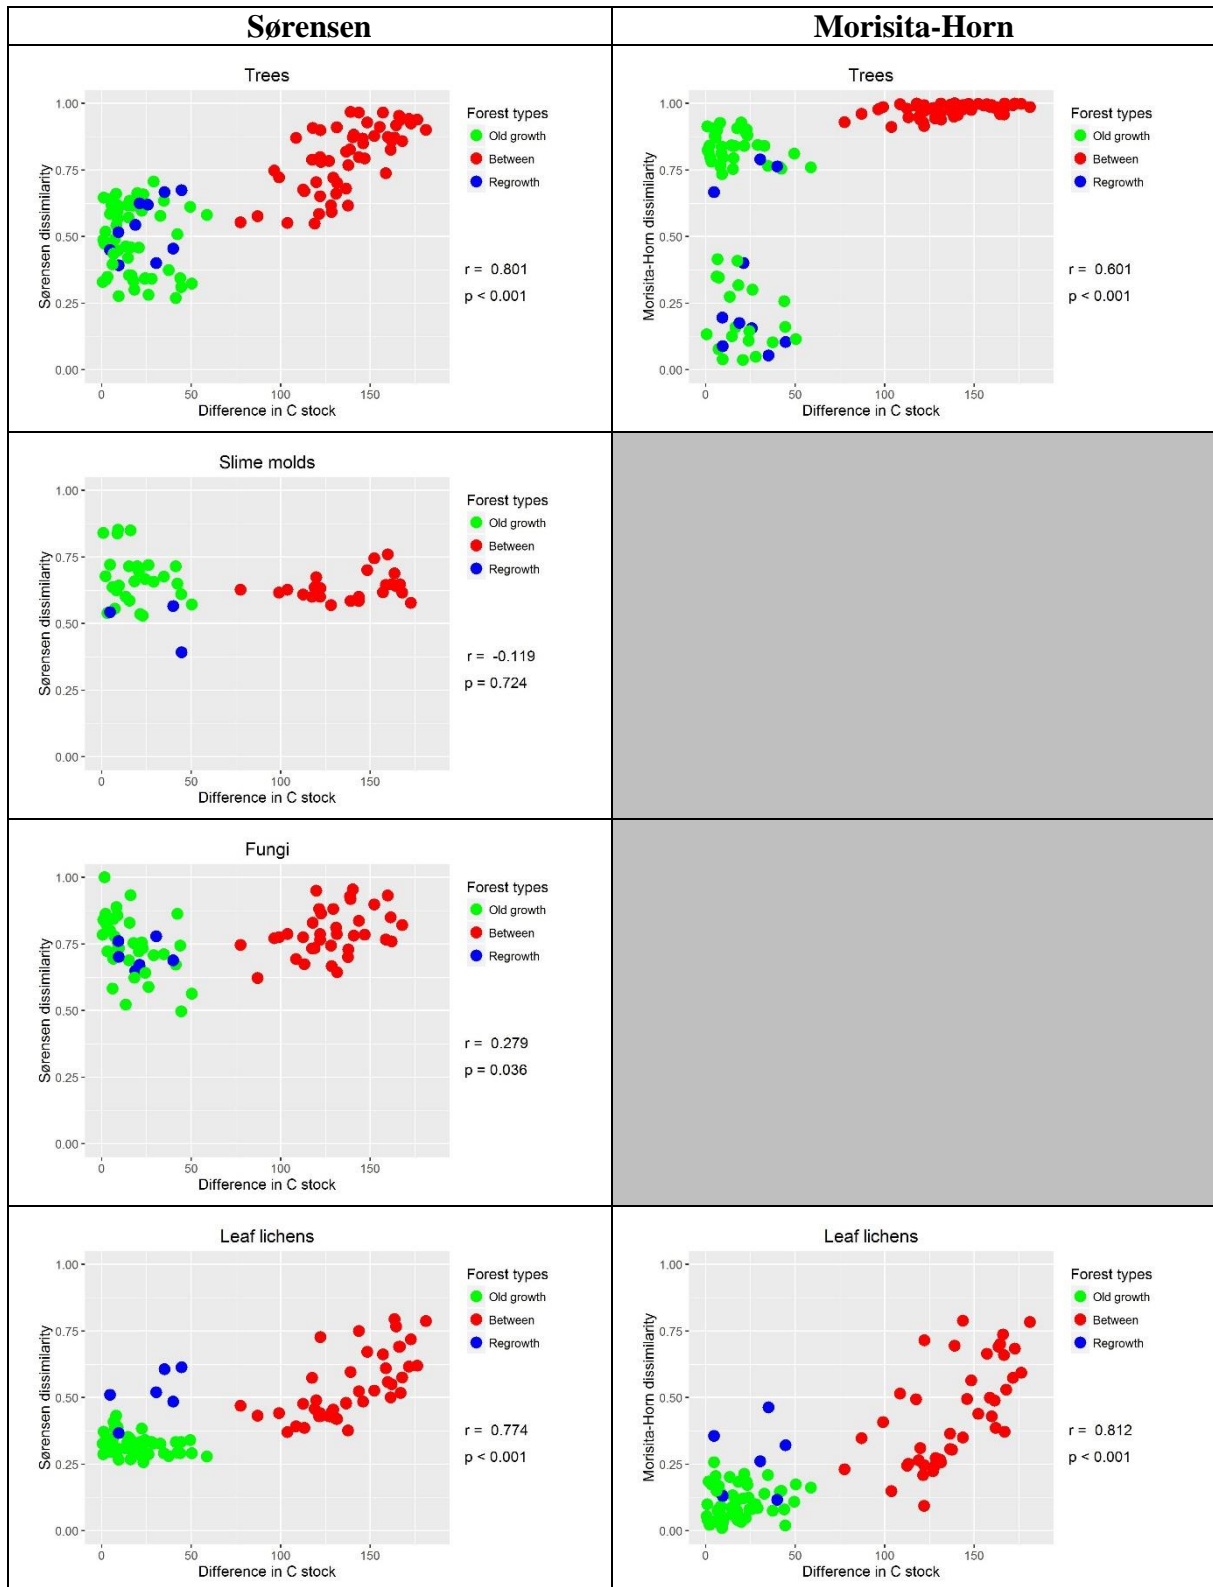 Sørensen
Morisita-Horn
Trees
Sørensen dissimilarity
1.00
0.75
0.50
0.25
0.00
0 50 100 150
Difference in C stock
Forest types
Old growth
Between
Regrowth
r = 0.801
p < 0.001
Trees
Morisita-Horn dissimilarity
1.00
0.75
0.50
0.25
0.00
0 50 100 150
Difference in C stock
Forest types
Old growth
Between
Regrowth
r = 0.601
p < 0.001
Slime molds
Sørensen dissimilarity
1.00
0.75
0.50
0.25
0.00
0 50 100 150
Difference in C stock
Forest types
Old growth
Between
Regrowth
r = -0.119
p = 0.724
Fungi
Sørensen dissimilarity
1.00
0.75
0.50
0.25
0.00
0 50 100 150
Difference in C stock
Forest types
Old growth
Between
Regrowth
r = 0.279
p = 0.036
Leaf lichens
Sørensen dissimilarity
1.00
0.75
0.50
0.25
0.00
0 50 100 150
Difference in C stock
Forest types
Old growth
Between
Regrowth
r = 0.774
p < 0.001
Leaf lichens
Morisita-Horn dissimilarity
1.00
0.75
0.50
0.25
0.00
0 50 100 150
Difference in C stock
Forest types
Old growth
Between
Regrowth
r = 0.812
p < 0.001